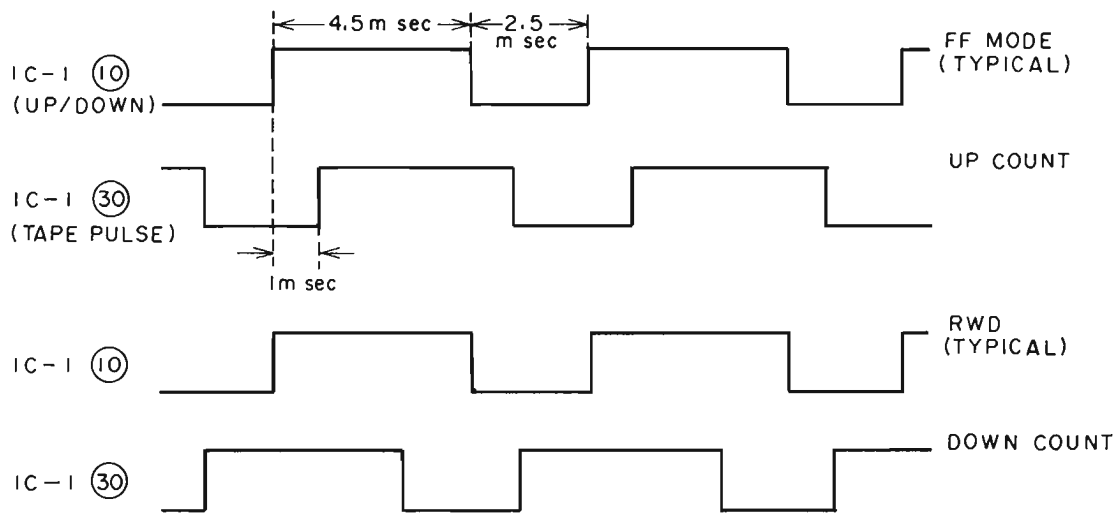 4.5 m sec
2.5
m sec
FF MODE
(TYPICAL)
IC-1 10
(UP/DOWN)
UP COUNT
IC-1 30
(TAPE PULSE)
1m sec
RWD
(TYPICAL)
IC-1 10
DOWN COUNT
IC-1 30